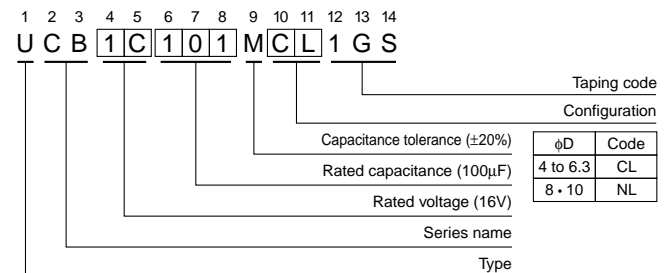 1 2 3 4 5 6 7 8 9 10 11 12 13 14
U C B 1 C 1 0 1 M C L 1 G S
Taping code
Configuration
Capacitance tolerance (±20%)
Rated capacitance (100µF)
Rated voltage (16V)
Series name
Type
ϕD Code
4 to 6.3 CL
8 • 10 NL